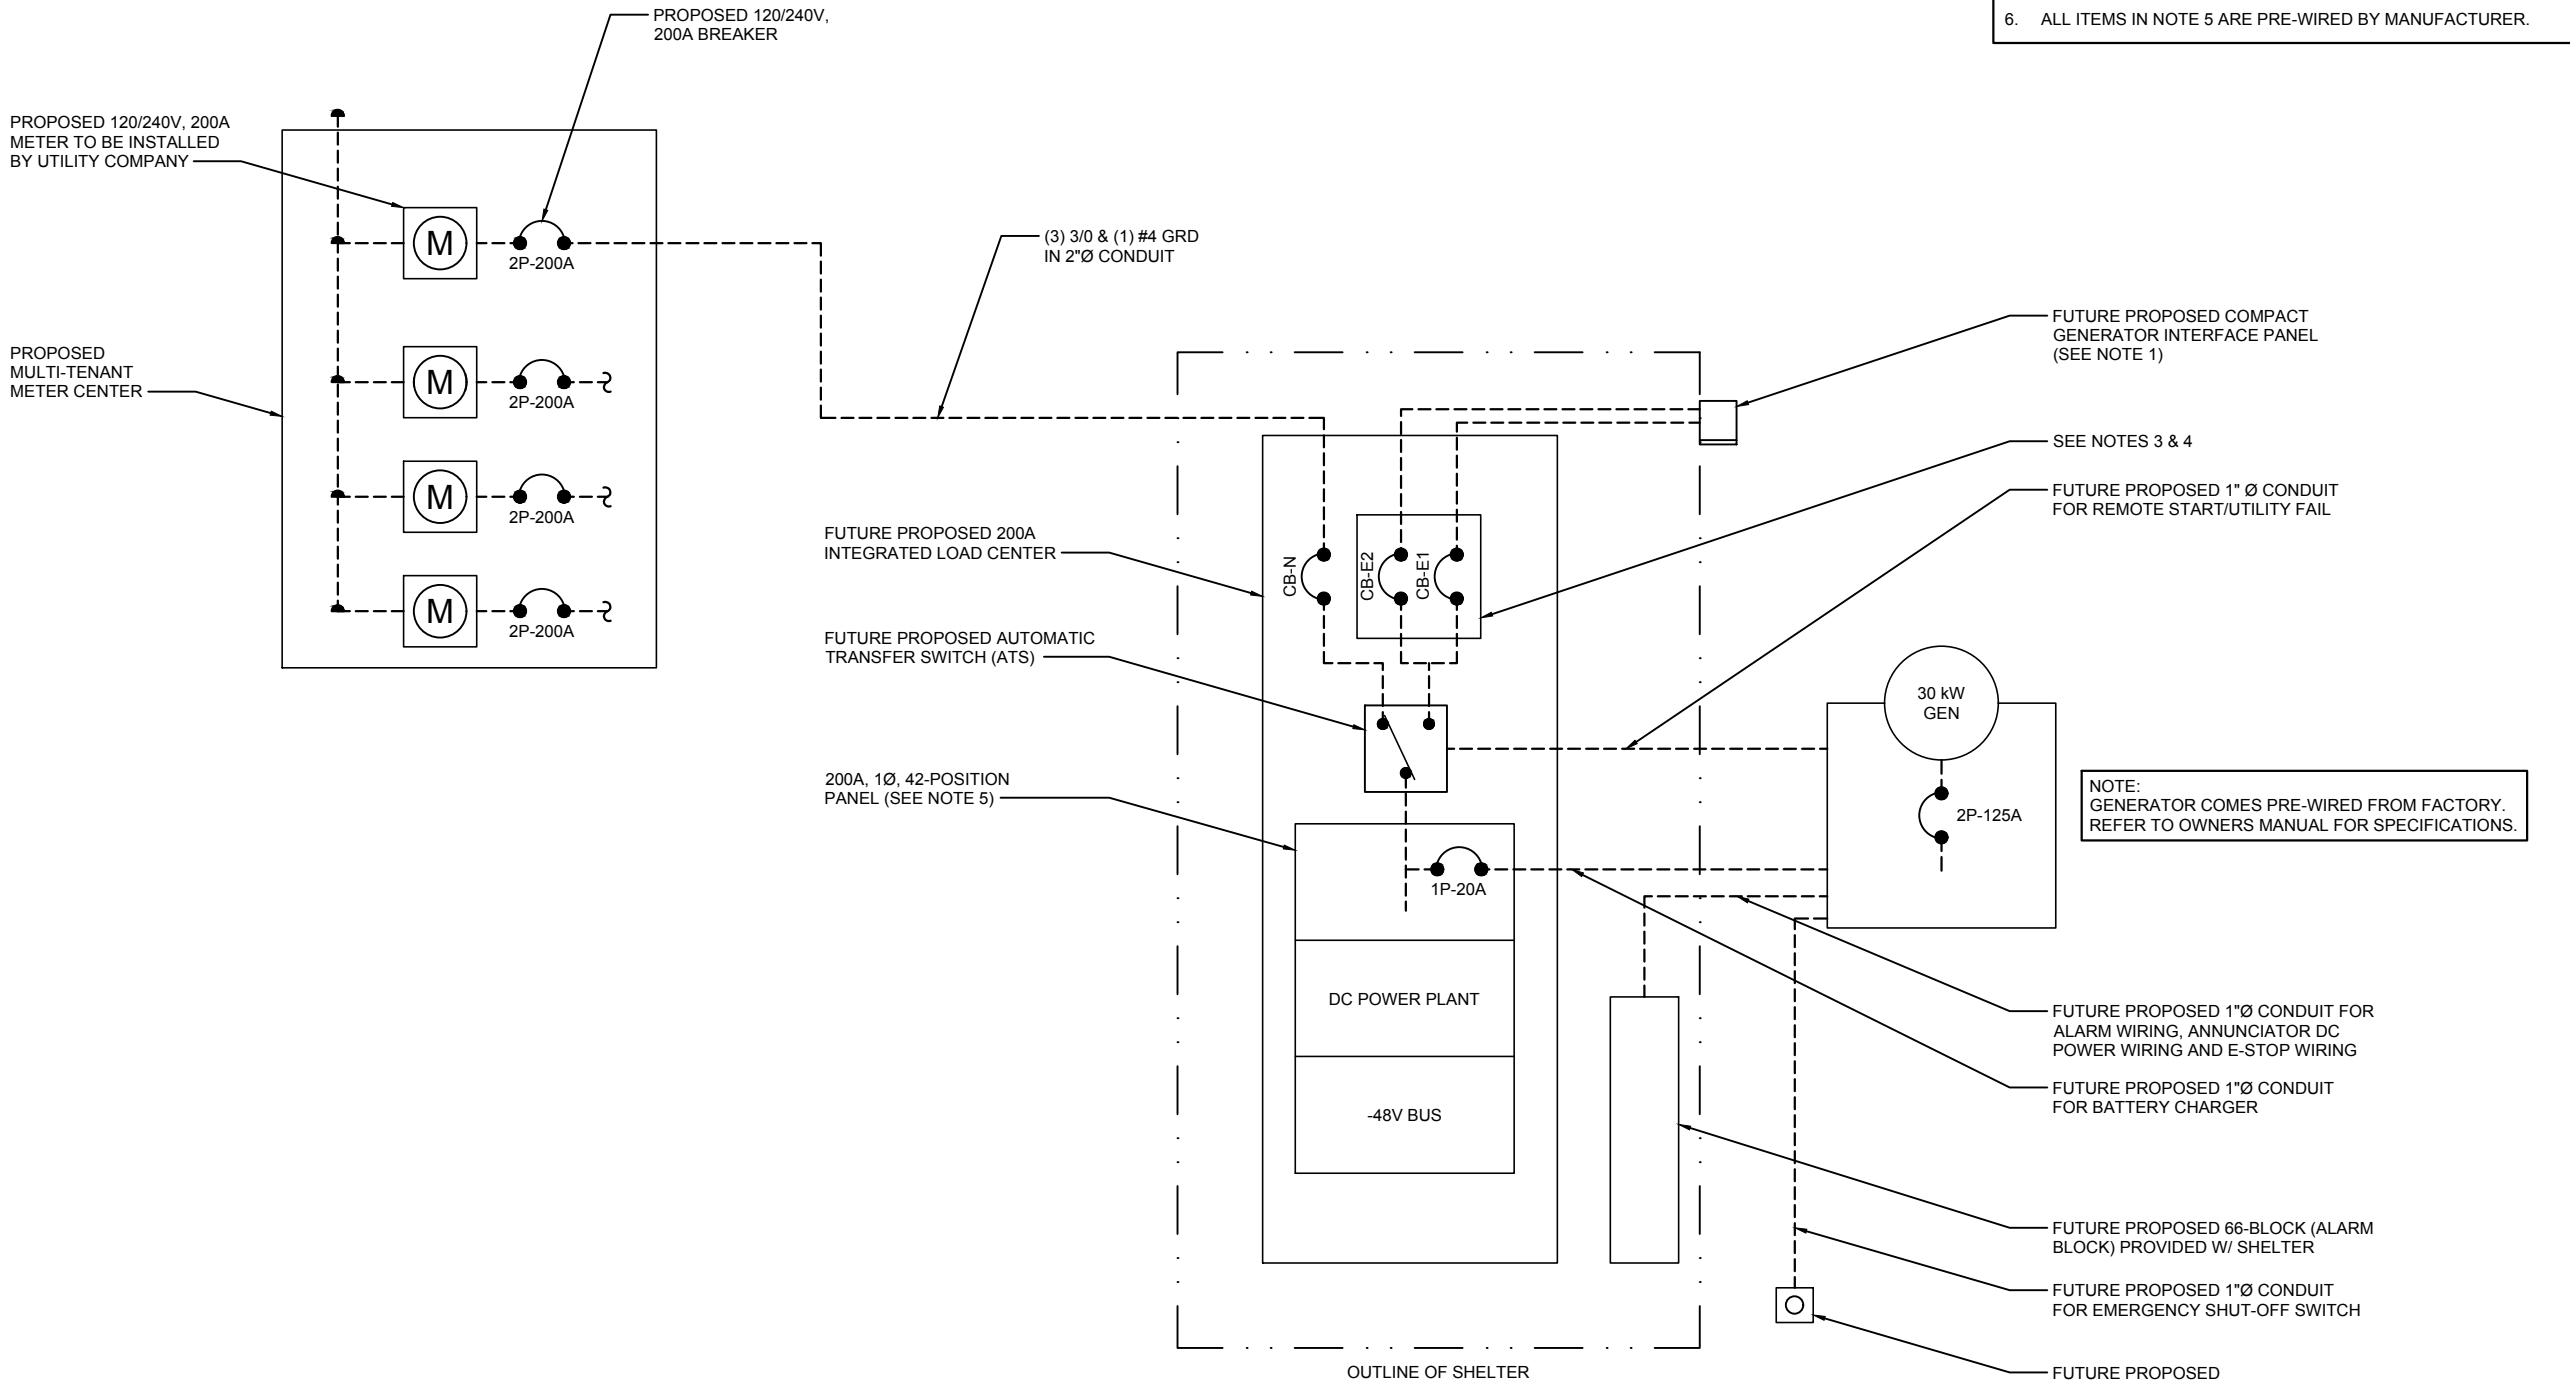 6. ALL ITEMS IN NOTE 5 ARE PRE-WIRED BY MANUFACTURER.
PROPOSED 120/240V,
200A BREAKER
PROPOSED 120/240V, 200A
METER TO BE INSTALLED
BY UTILITY COMPANY
M
2P-200A
PROPOSED
MULTI-TENANT
METER CENTER
M
2P-200A
M
2P-200A
M
2P-200A
(3) 3/0 & (1) #4 GRD
IN 2"Ø CONDUIT
FUTURE PROPOSED COMPACT
GENERATOR INTERFACE PANEL
(SEE NOTE 1)
SEE NOTES 3 & 4
FUTURE PROPOSED 1" Ø CONDUIT
FOR REMOTE START/UTILITY FAIL
FUTURE PROPOSED 200A
INTEGRATED LOAD CENTER
CB-N
CB-E2
CB-E1
FUTURE PROPOSED AUTOMATIC
TRANSFER SWITCH (ATS)
30 kW
GEN
2P-125A
NOTE:
GENERATOR COMES PRE-WIRED FROM FACTORY.
REFER TO OWNERS MANUAL FOR SPECIFICATIONS.
200A, 1Ø, 42-POSITION
PANEL (SEE NOTE 5)
1P-20A
DC POWER PLANT
-48V BUS
FUTURE PROPOSED 1"Ø CONDUIT FOR
ALARM WIRING, ANNUNCIATOR DC
POWER WIRING AND E-STOP WIRING
FUTURE PROPOSED 1"Ø CONDUIT
FOR BATTERY CHARGER
FUTURE PROPOSED 66-BLOCK (ALARM
BLOCK) PROVIDED W/ SHELTER
FUTURE PROPOSED 1"Ø CONDUIT
FOR EMERGENCY SHUT-OFF SWITCH
OUTLINE OF SHELTER
FUTURE PROPOSED